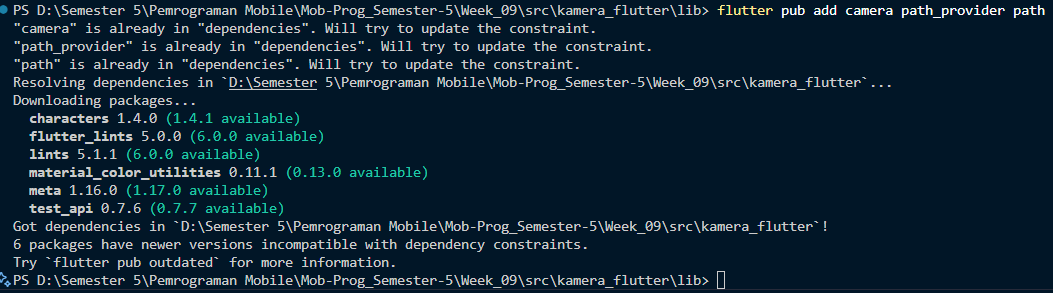 PS D:\Semester 5\Pemrograman Mobile\Mob-Prog_Semester-5\Week_09\src\kamera_flutter\lib> flutter pub add camera path_provider path
"camera" is already in "dependencies". Will try to update the constraint.
"path_provider" is already in "dependencies". Will try to update the constraint.
"path" is already in "dependencies". Will try to update the constraint.
Resolving dependencies in `D:\Semester 5\Pemrograman Mobile\Mob-Prog_Semester-5\Week_09\src\kamera_flutter`...
Downloading packages...
  characters 1.4.0 (1.4.1 available)
  flutter_lints 5.0.0 (6.0.0 available)
  lints 5.1.1 (6.0.0 available)
  material_color_utilities 0.11.1 (0.13.0 available)
  meta 1.16.0 (1.17.0 available)
  test_api 0.7.6 (0.7.7 available)
Got dependencies in `D:\Semester 5\Pemrograman Mobile\Mob-Prog_Semester-5\Week_09\src\kamera_flutter`!
6 packages have newer versions incompatible with dependency constraints.
Try `flutter pub outdated` for more information.
PS D:\Semester 5\Pemrograman Mobile\Mob-Prog_Semester-5\Week_09\src\kamera_flutter\lib>